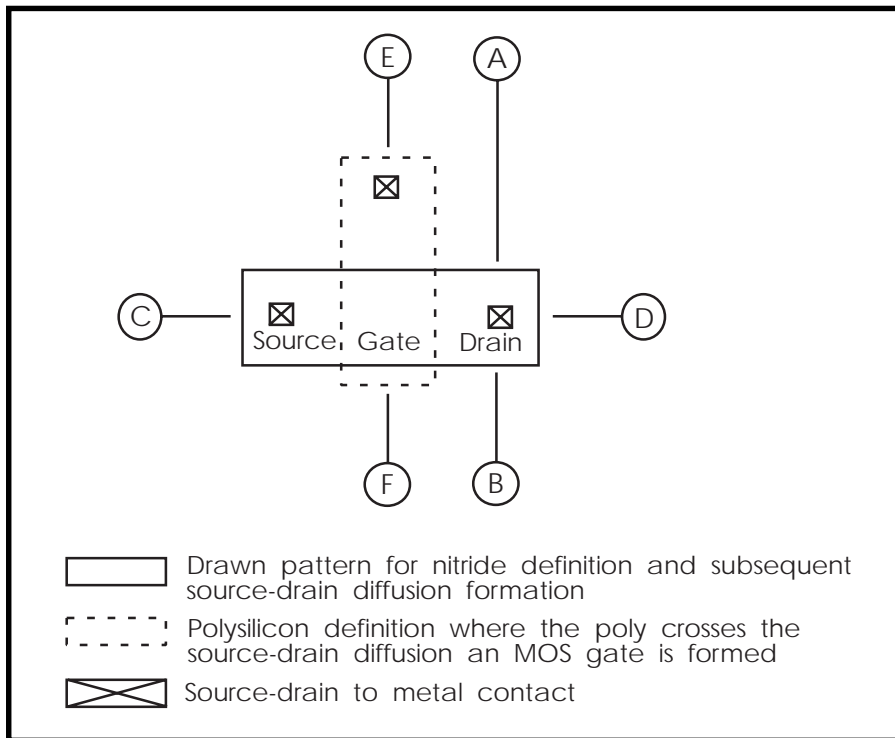 E
A
C
D
Source Gate Drain
F
B
Drawn pattern for nitride definition and subsequent
source-drain diffusion formation
Polysilicon definition where the poly crosses the
source-drain diffusion an MOS gate is formed
Source-drain to metal contact